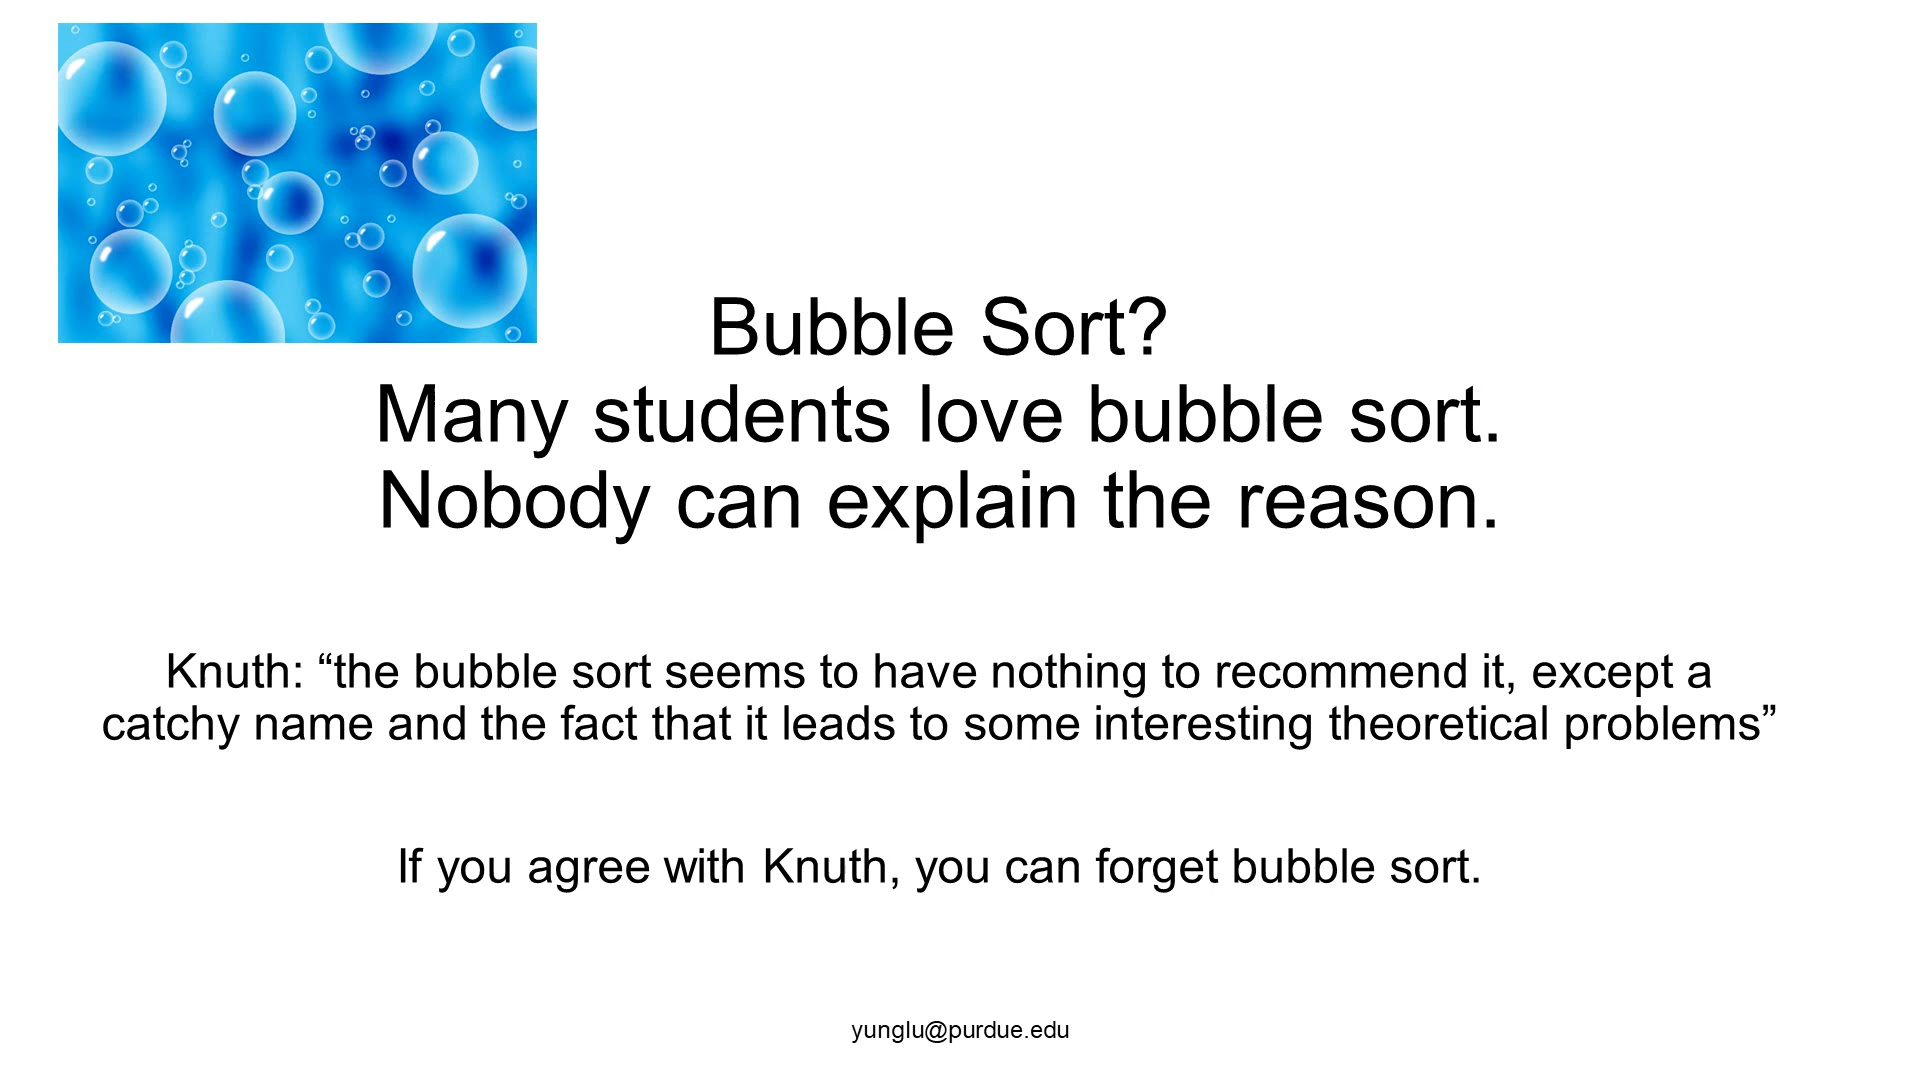 Bubble Sort?
Many students love bubble sort.
Nobody can explain the reason.
Knuth: “the bubble sort seems to have nothing to recommend it, except a
catchy name and the fact that it leads to some interesting theoretical problems”
If you agree with Knuth, you can forget bubble sort.
yunglu@purdue.edu